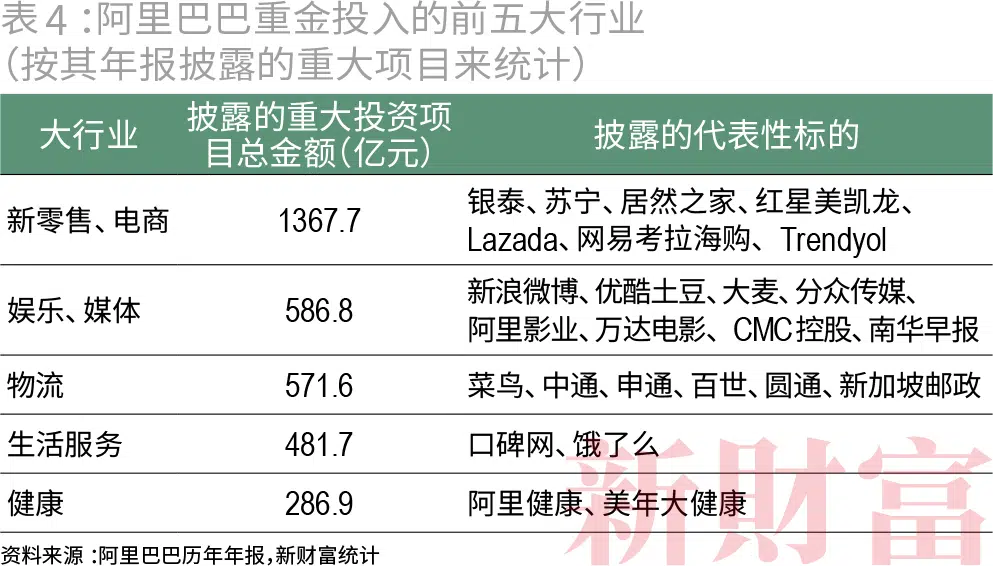 表4：阿里巴巴重金投入的前五大行业
（按其年报披露的重大项目来统计）
大行业
披露的重大投资项
目总金额（亿元）
披露的代表性标的
新零售、电商
1367.7
银泰、苏宁、居然之家、红星美凯龙、
Lazada、网易考拉海购、Trendyol
娱乐、媒体
586.8
新浪微博、优酷土豆、大麦、分众传媒、
阿里影业、万达电影、CMC控股、南华早报
物流
571.6
菜鸟、中通、申通、百世、圆通、新加坡邮政
生活服务
481.7
口碑网、饿了么
健康
286.9
阿里健康、美年大健康
新財富
资料来源：阿里巴巴历年年报，新财富统计